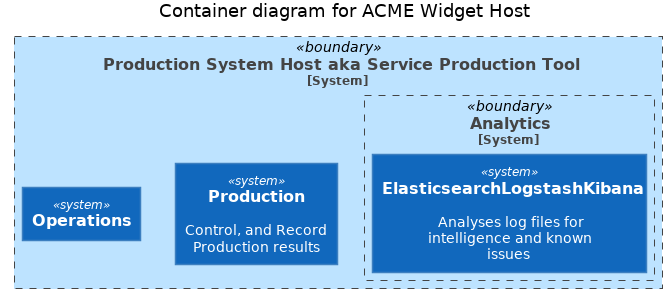 Container diagram for ACME Widget Host
«boundary»
Production System Host aka Service Production Tool
[System]
«boundary»
Analytics
[System]
«system»
Operations
«system»
Production
Control, and Record
Production results
«system»
ElasticsearchLogstashKibana
Analyses log files for
intelligence and known
issues